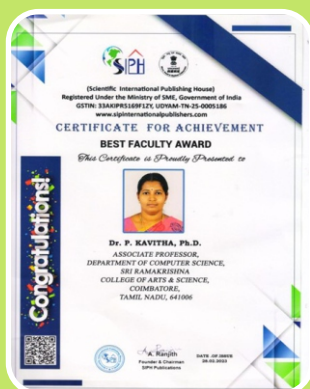 SIPH
(Scientific International Publishing House)
Registered Under the Ministry of SME, Government of India
GSTIN: 33AKIPR5169F1ZY, UDYAM-TN-25-0005186
www.sipinternationalpublishers.com
CERTIFICATE FOR ACHIEVEMENT
BEST FACULTY AWARD
This Certificate is Proudly Presented to
Congratulations!
Dr. P. KAVITHA, Ph.D.
ASSOCIATE PROFESSOR,
DEPARTMENT OF COMPUTER SCIENCE,
SRI RAMAKRISHNA
COLLEGE OF ARTS & SCIENCE,
COIMBATORE,
TAMIL NADU, 641006
A. Ranjith
Founder & Chairman
SIPH Publications
DATE OF ISSUE